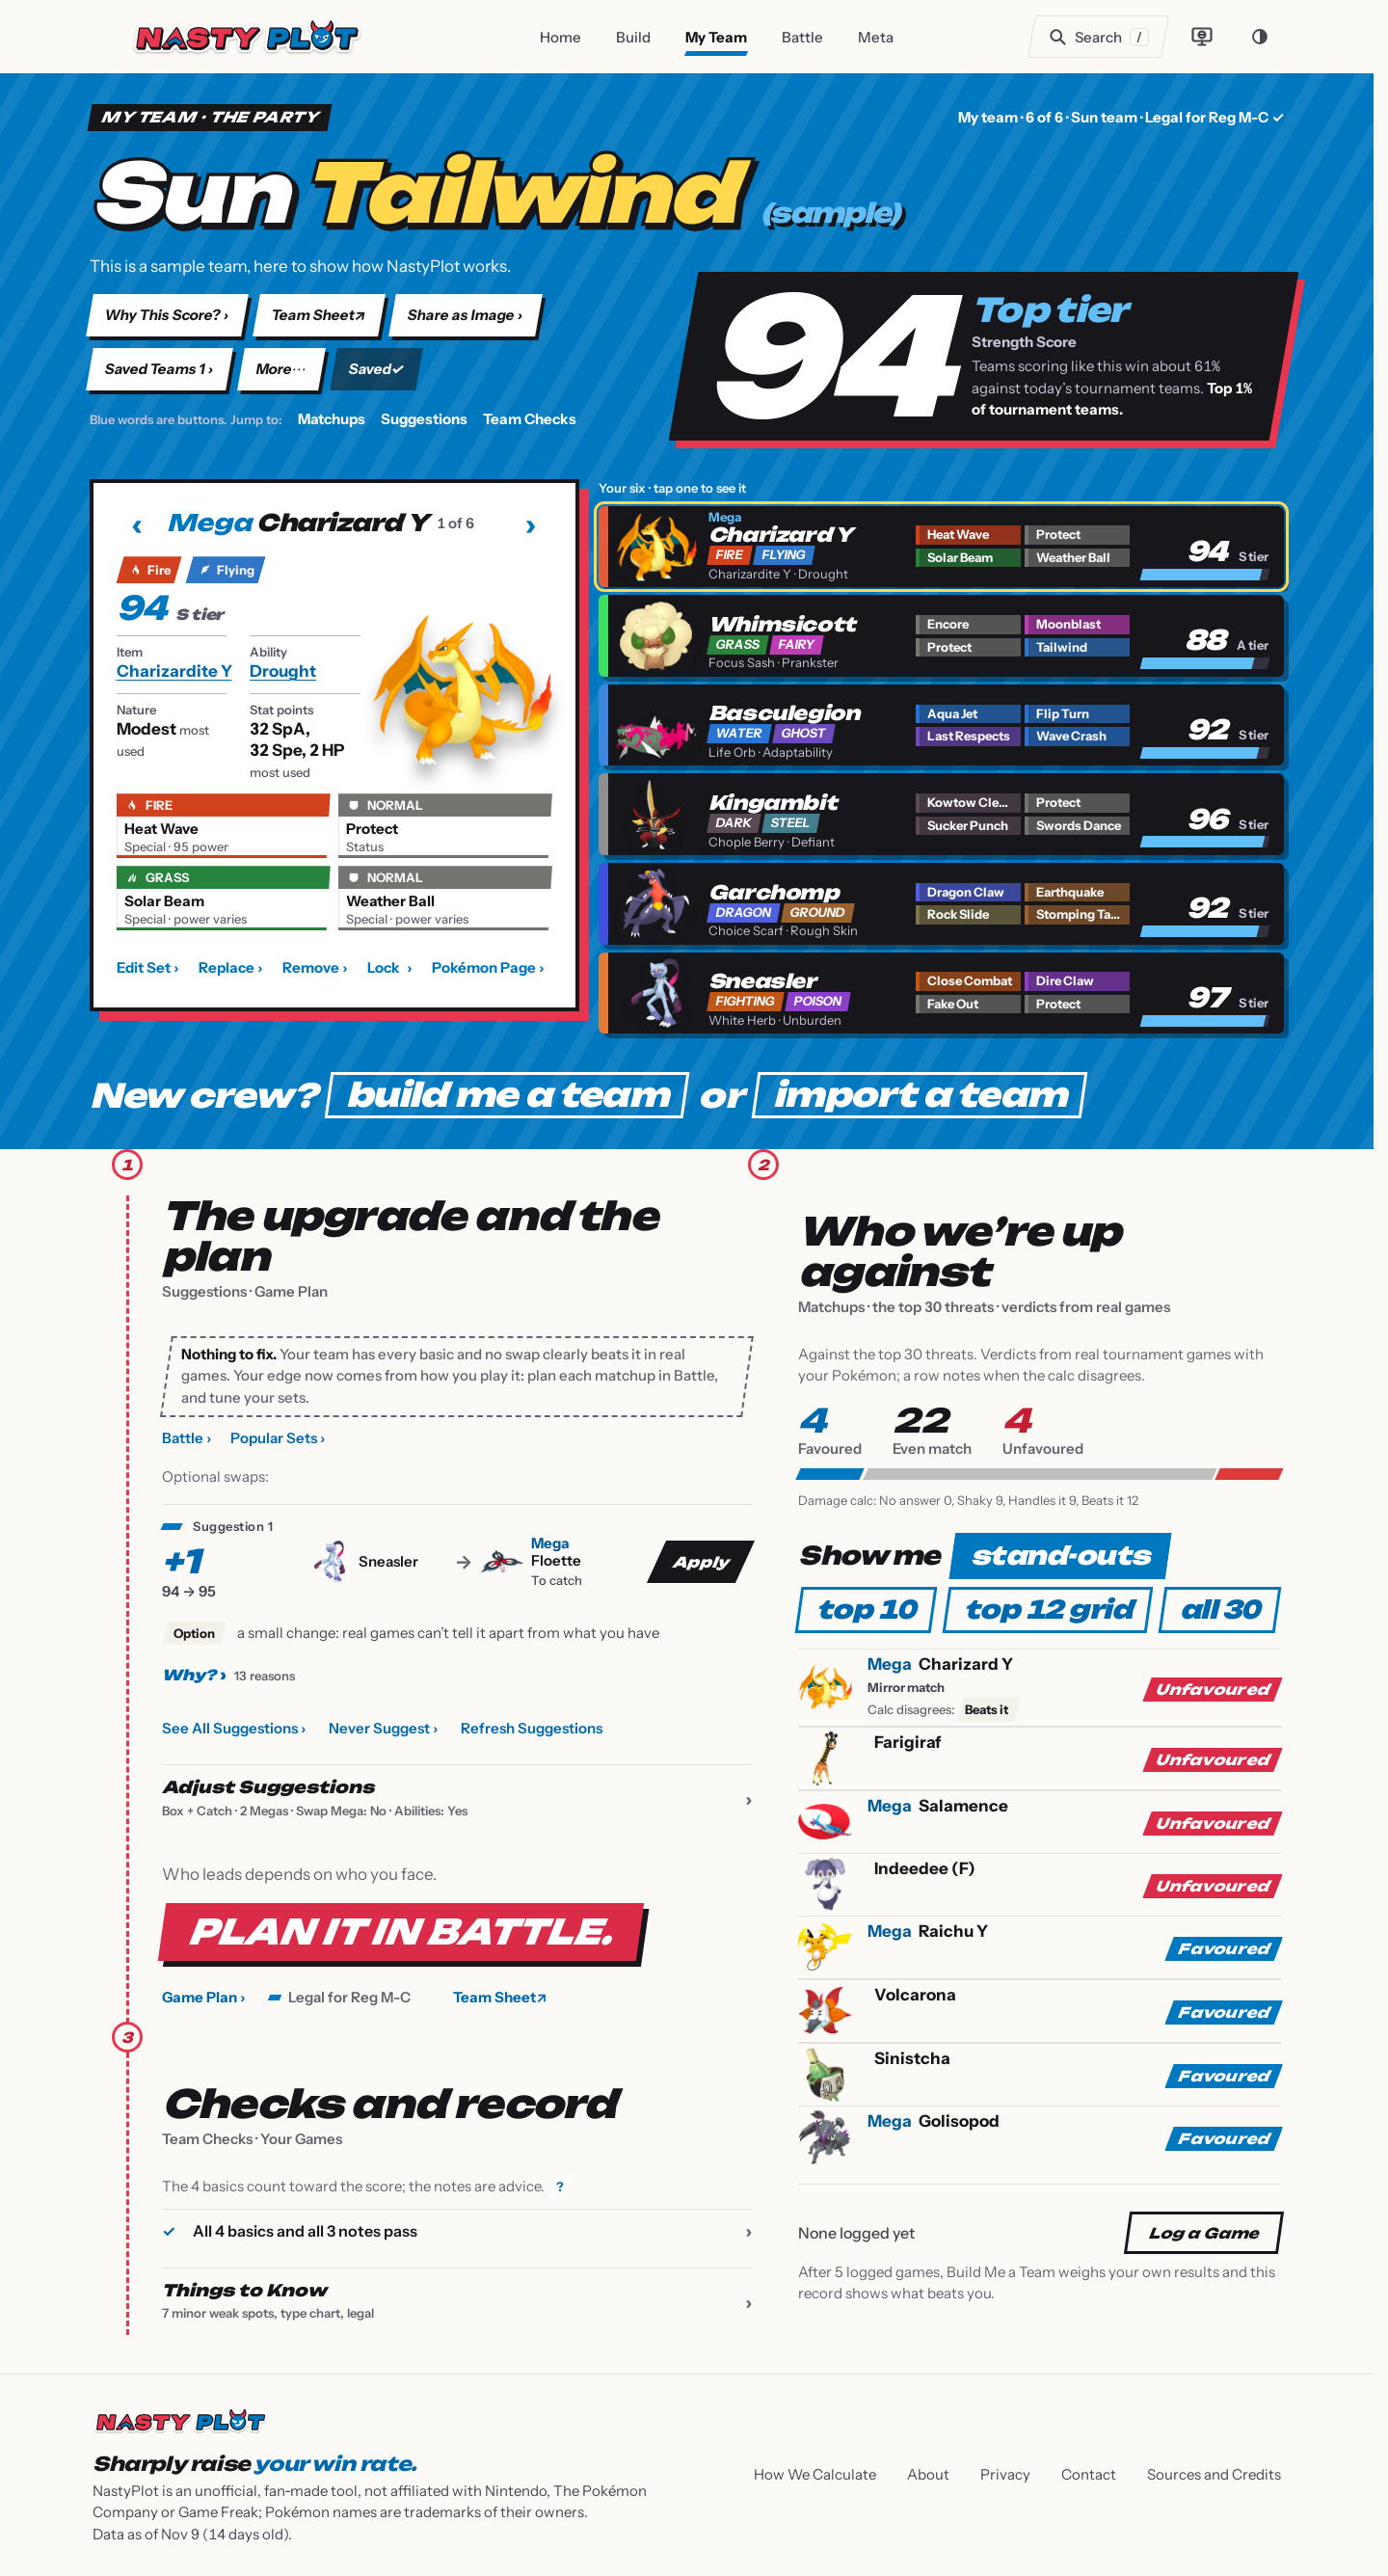 NASTY PLOT
Home
Build
My Team
Battle
Meta
Search /
MY TEAM · THE PARTY
My team · 6 of 6 · Sun team · Legal for Reg M-C ✓
Sun Tailwind (sample)
This is a sample team, here to show how NastyPlot works.
Why This Score? ›
Team Sheet↗
Share as Image ›
Saved Teams 1 ›
More···
Saved✓
Blue words are buttons. Jump to: Matchups Suggestions Team Checks
94
Top tier
Strength Score
Teams scoring like this win about 61%
against today's tournament teams. Top 1%
of tournament teams.
‹ Mega Charizard Y 1 of 6 ›
Fire Flying
94 S tier
Item
Charizardite Y
Ability
Drought
Nature
Modest most
used
Stat points
32 SpA,
32 Spe, 2 HP
most used
FIRE
Heat Wave
Special · 95 power
NORMAL
Protect
Status
GRASS
Solar Beam
Special · power varies
NORMAL
Weather Ball
Special · power varies
Edit Set › Replace › Remove › Lock › Pokémon Page ›
Your six · tap one to see it
Mega
Charizard Y
FIRE FLYING
Charizardite Y · Drought
Heat Wave Protect
Solar Beam Weather Ball
94 S tier
Whimsicott
GRASS FAIRY
Focus Sash · Prankster
Encore Moonblast
Protect Tailwind
88 A tier
Basculegion
WATER GHOST
Life Orb · Adaptability
Aqua Jet Flip Turn
Last Respects Wave Crash
92 S tier
Kingambit
DARK STEEL
Chople Berry · Defiant
Kowtow Cle... Protect
Sucker Punch Swords Dance
96 S tier
Garchomp
DRAGON GROUND
Choice Scarf · Rough Skin
Dragon Claw Earthquake
Rock Slide Stomping Ta...
92 S tier
Sneasler
FIGHTING POISON
White Herb · Unburden
Close Combat Dire Claw
Fake Out Protect
97 S tier
New crew? build me a team or import a team
1
The upgrade and the
plan
Suggestions · Game Plan
Nothing to fix. Your team has every basic and no swap clearly beats it in real
games. Your edge now comes from how you play it: plan each matchup in Battle,
and tune your sets.
Battle › Popular Sets ›
Optional swaps:
Suggestion 1
+1
94 → 95
Sneasler
→
Mega
Floette
To catch
Apply
Option a small change: real games can't tell it apart from what you have
Why? › 13 reasons
See All Suggestions › Never Suggest › Refresh Suggestions
Adjust Suggestions
Box + Catch · 2 Megas · Swap Mega: No · Abilities: Yes
›
Who leads depends on who you face.
PLAN IT IN BATTLE.
Game Plan › Legal for Reg M-C Team Sheet↗
2
Who we're up
against
Matchups · the top 30 threats · verdicts from real games
Against the top 30 threats. Verdicts from real tournament games with
your Pokémon; a row notes when the calc disagrees.
4
Favoured
22
Even match
4
Unfavoured
Damage calc: No answer 0, Shaky 9, Handles it 9, Beats it 12
Show me stand-outs
top 10 top 12 grid all 30
Mega Charizard Y
Mirror match
Calc disagrees: Beats it
Unfavoured
Farigiraf
Unfavoured
Mega Salamence
Unfavoured
Indeedee (F)
Unfavoured
Mega Raichu Y
Favoured
Volcarona
Favoured
Sinistcha
Favoured
Mega Golisopod
Favoured
3
Checks and record
Team Checks · Your Games
The 4 basics count toward the score; the notes are advice. ?
✓ All 4 basics and all 3 notes pass ›
Things to Know
7 minor weak spots, type chart, legal
›
None logged yet
Log a Game
After 5 logged games, Build Me a Team weighs your own results and this
record shows what beats you.
NASTY PLOT
Sharply raise your win rate.
NastyPlot is an unofficial, fan-made tool, not affiliated with Nintendo, The Pokémon
Company or Game Freak; Pokémon names are trademarks of their owners.
Data as of Nov 9 (14 days old).
How We Calculate
About
Privacy
Contact
Sources and Credits